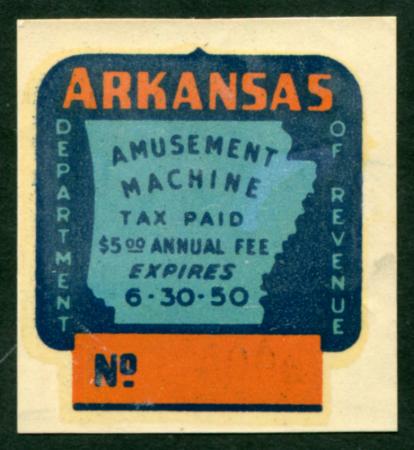 ARKANSAS
DEPARTMENT
OF REVENUE
AMUSEMENT
MACHINE
TAX PAID
$5 00 ANNUAL FEE
EXPIRES
6·30·50
Nº